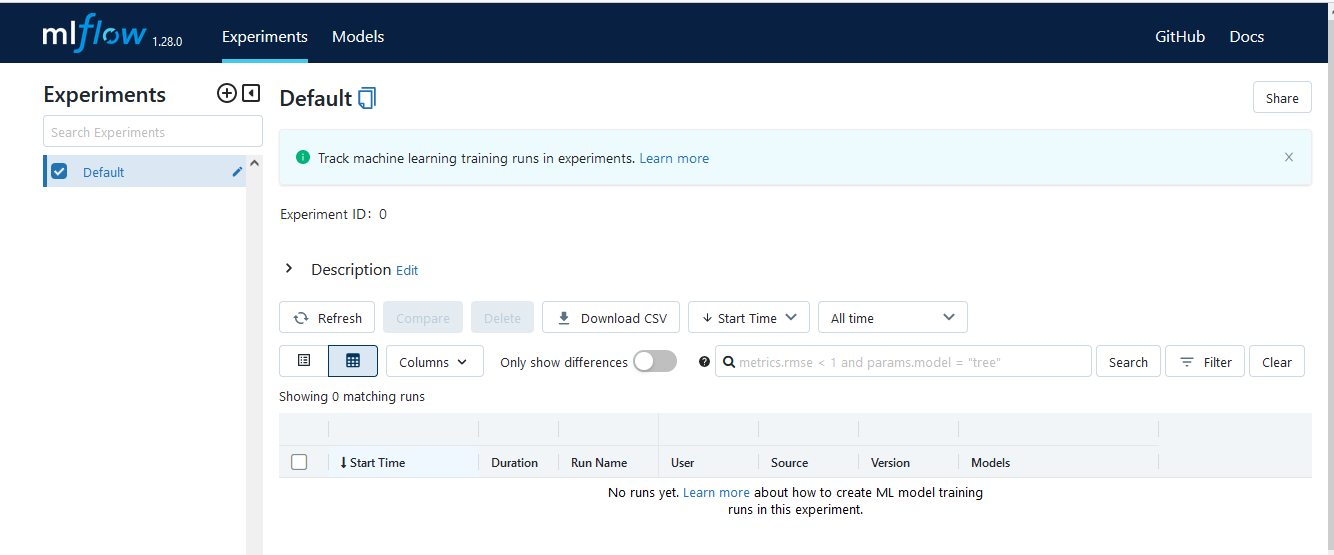 mlflow 1.28.0 Experiments Models GitHub Docs
Experiments
Search Experiments
Default
Default
Share
Track machine learning training runs in experiments. Learn more
Experiment ID: 0
Description Edit
Refresh Compare Delete Download CSV Start Time All time
Columns Only show differences metrics.rmse < 1 and params.model = "tree" Search Filter Clear
Showing 0 matching runs
Start Time Duration Run Name User Source Version Models
No runs yet. Learn more about how to create ML model training
runs in this experiment.